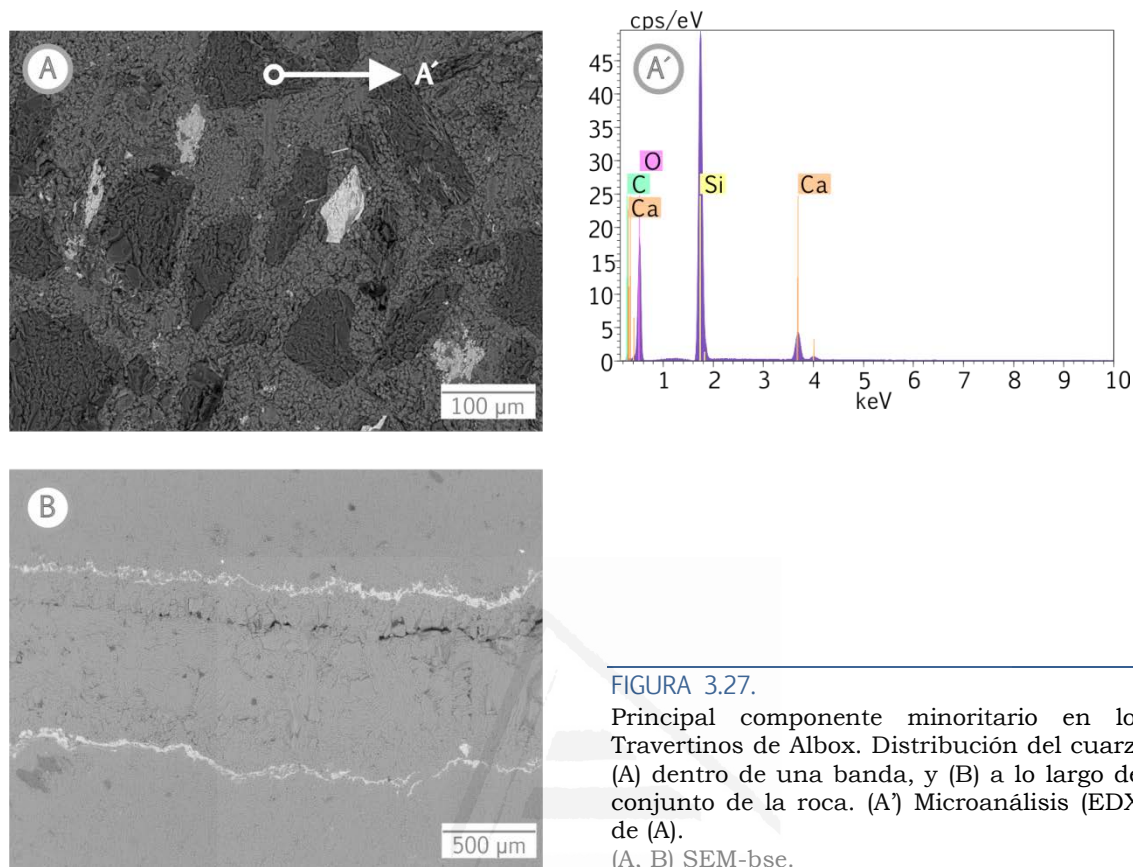 A
A´
100 µm
cps/eV
A´
45
40
35
30
25
20
15
10
5
0
O
C
Si
Ca
Ca
1 2 3 4 5 6 7 8 9 10
keV
B
500 µm
FIGURA 3.27.
Principal componente minoritario en lo
Travertinos de Albox. Distribución del cuarz
(A) dentro de una banda, y (B) a lo largo de
conjunto de la roca. (A') Microanálisis (EDX
de (A).
(A, B) SEM-bse.